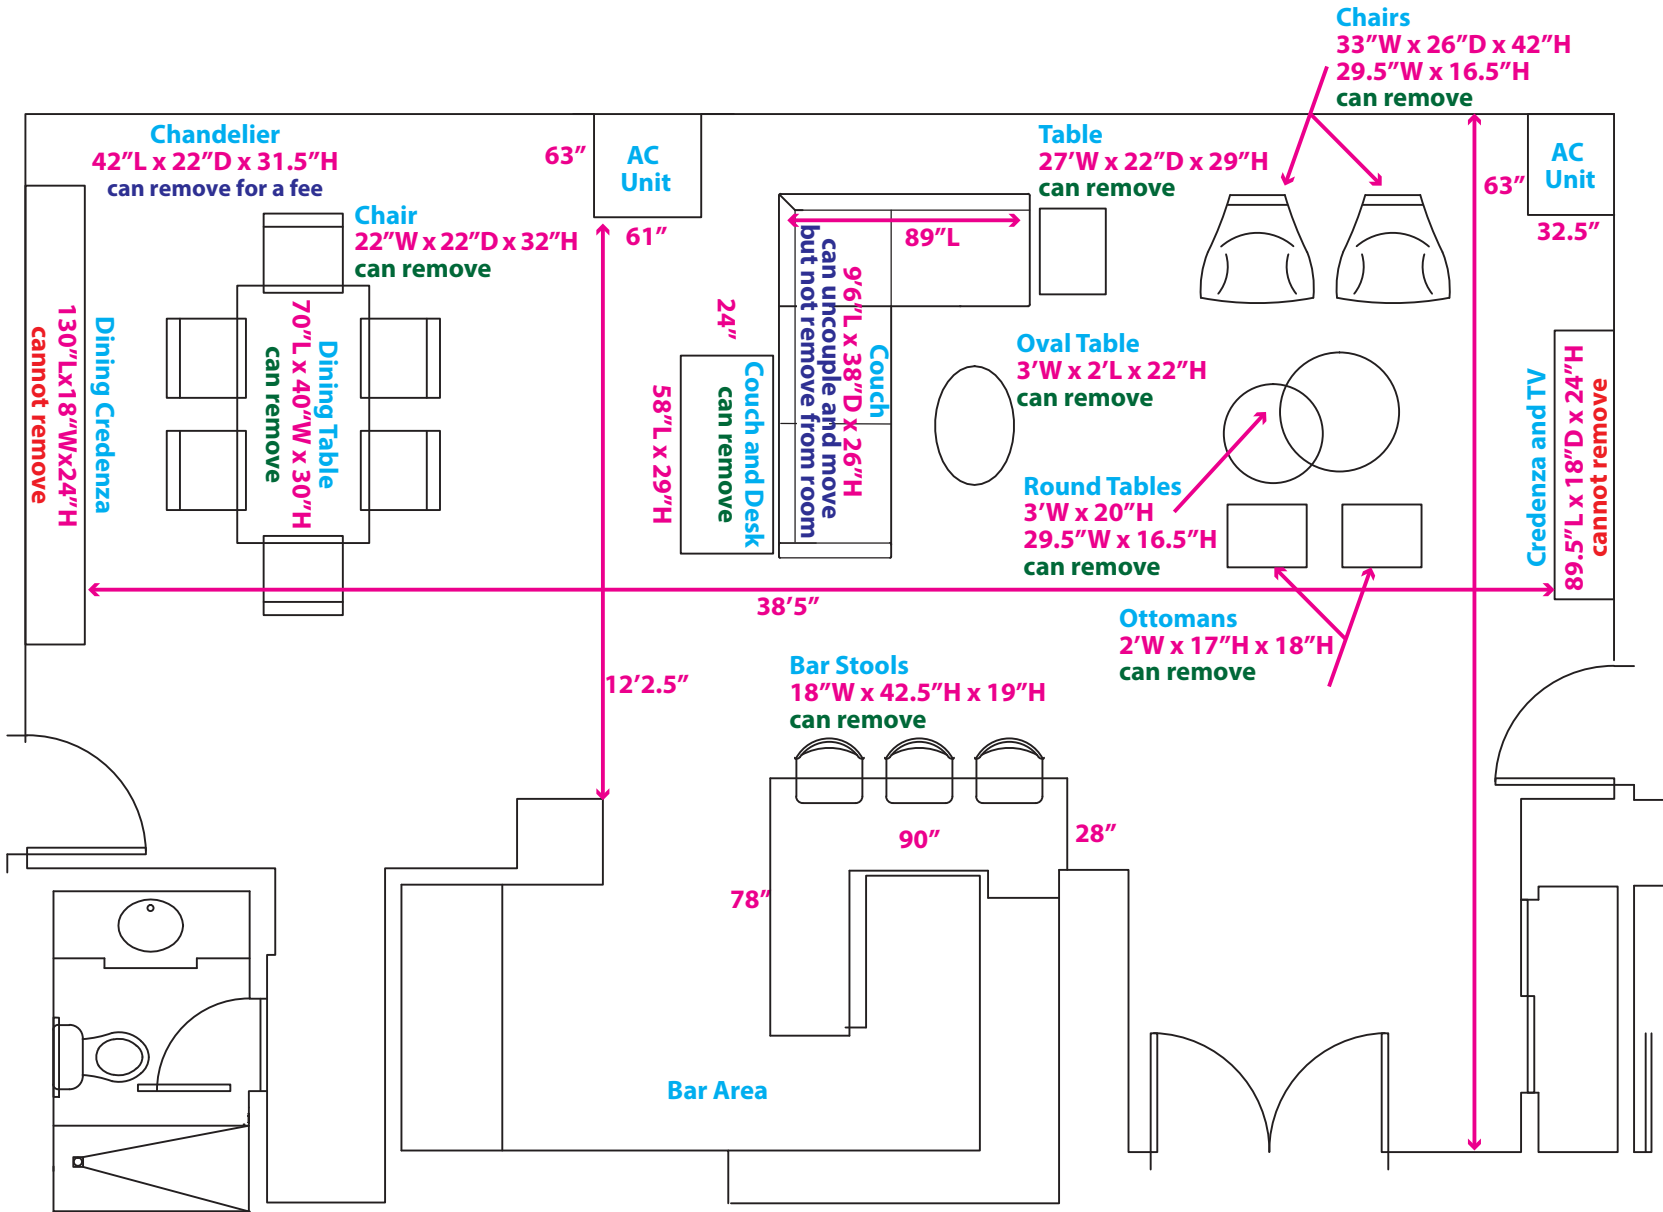 Chairs
33”W x 26”D x 42”H
29.5”W x 16.5”H
can remove
Chandelier
42”L x 22”D x 31.5”H
can remove for a fee
63”
AC
Unit
61”
Table
27’W x 22”D x 29”H
can remove
63”
AC
Unit
32.5”
Chair
22”W x 22”D x 32”H
can remove
89”L
Dining Credenza
130”Lx18”Wx24”H
cannot remove
Dining Table
70”L x 40”W x 30”H
can remove
24”
Couch and Desk
can remove
58”L x 29”H
Couch
9’6”L x 38”D x 26”H
can uncouple and move
but not remove from room
Oval Table
3’W x 2’L x 22”H
can remove
Round Tables
3’W x 20”H
29.5”W x 16.5”H
can remove
Credenza and TV
89.5”L x 18”D x 24”H
cannot remove
38’5”
Ottomans
2’W x 17”H x 18”H
can remove
12’2.5”
Bar Stools
18”W x 42.5”H x 19”H
can remove
90”
28”
78”
Bar Area